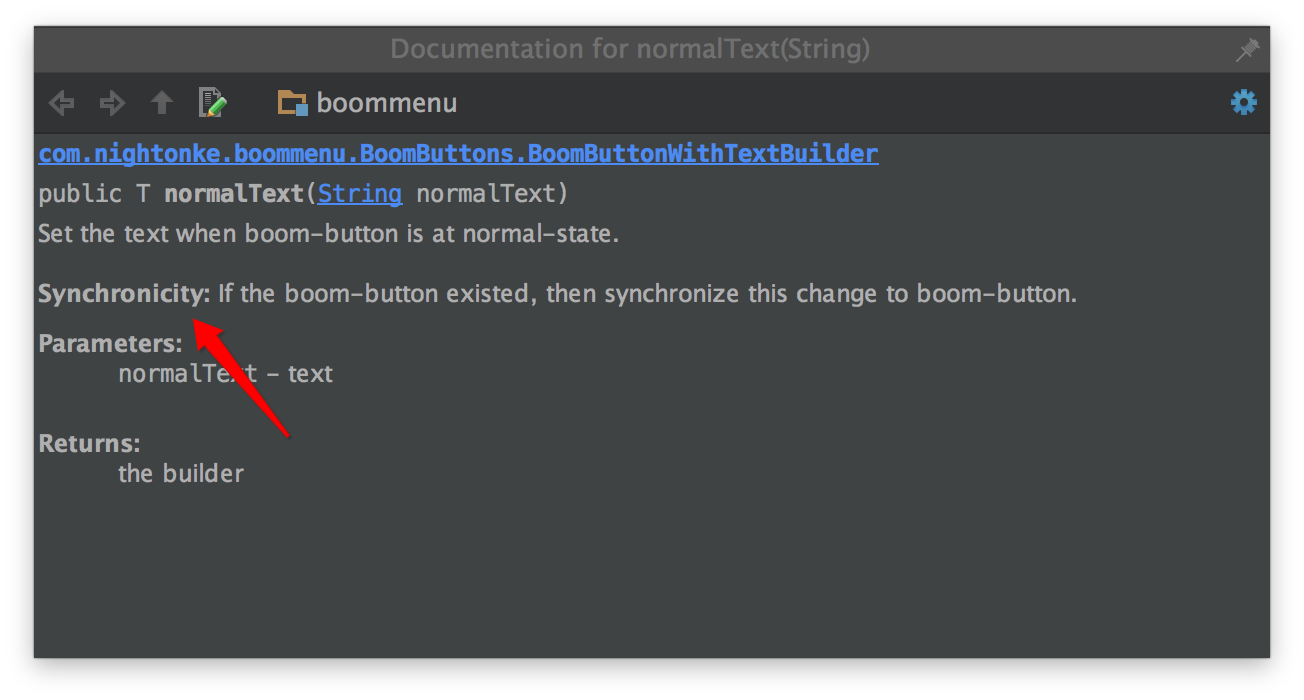 Documentation for normalText(String)
boommenu
com.nightonke.boommenu.BoomButtons.BoomButtonWithTextBuilder
public T normalText(String normalText)
Set the text when boom-button is at normal-state.
Synchronicity: If the boom-button existed, then synchronize this change to boom-button.
Parameters:
normalText – text
Returns:
the builder